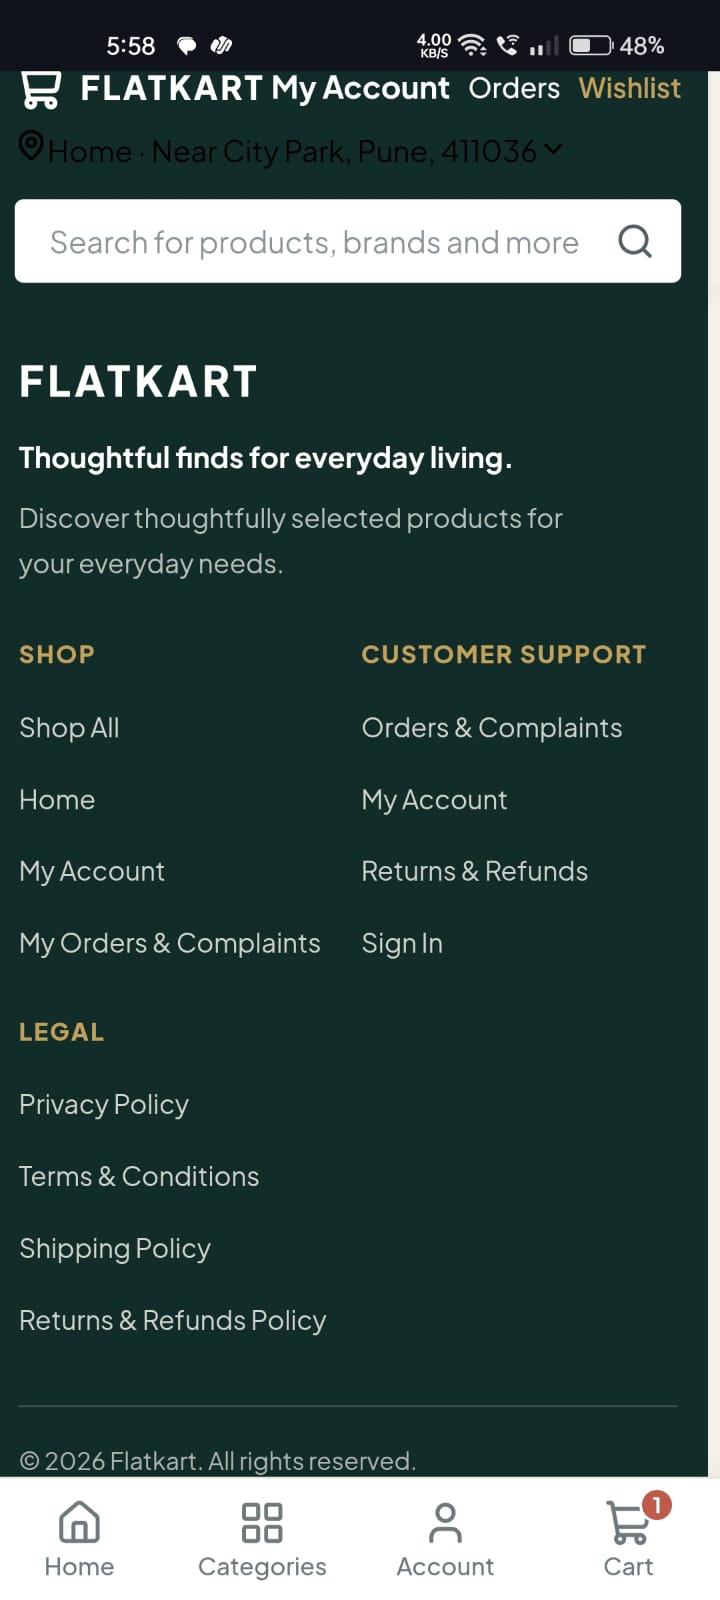 5:58 4.00 KB/S 48%
FLATKART My Account Orders Wishlist
Home · Near City Park, Pune, 411036
Search for products, brands and more
FLATKART
Thoughtful finds for everyday living.
Discover thoughtfully selected products for
your everyday needs.
SHOP
Shop All
Home
My Account
My Orders & Complaints
CUSTOMER SUPPORT
Orders & Complaints
My Account
Returns & Refunds
Sign In
LEGAL
Privacy Policy
Terms & Conditions
Shipping Policy
Returns & Refunds Policy
© 2026 Flatkart. All rights reserved.
1
Home Categories Account Cart